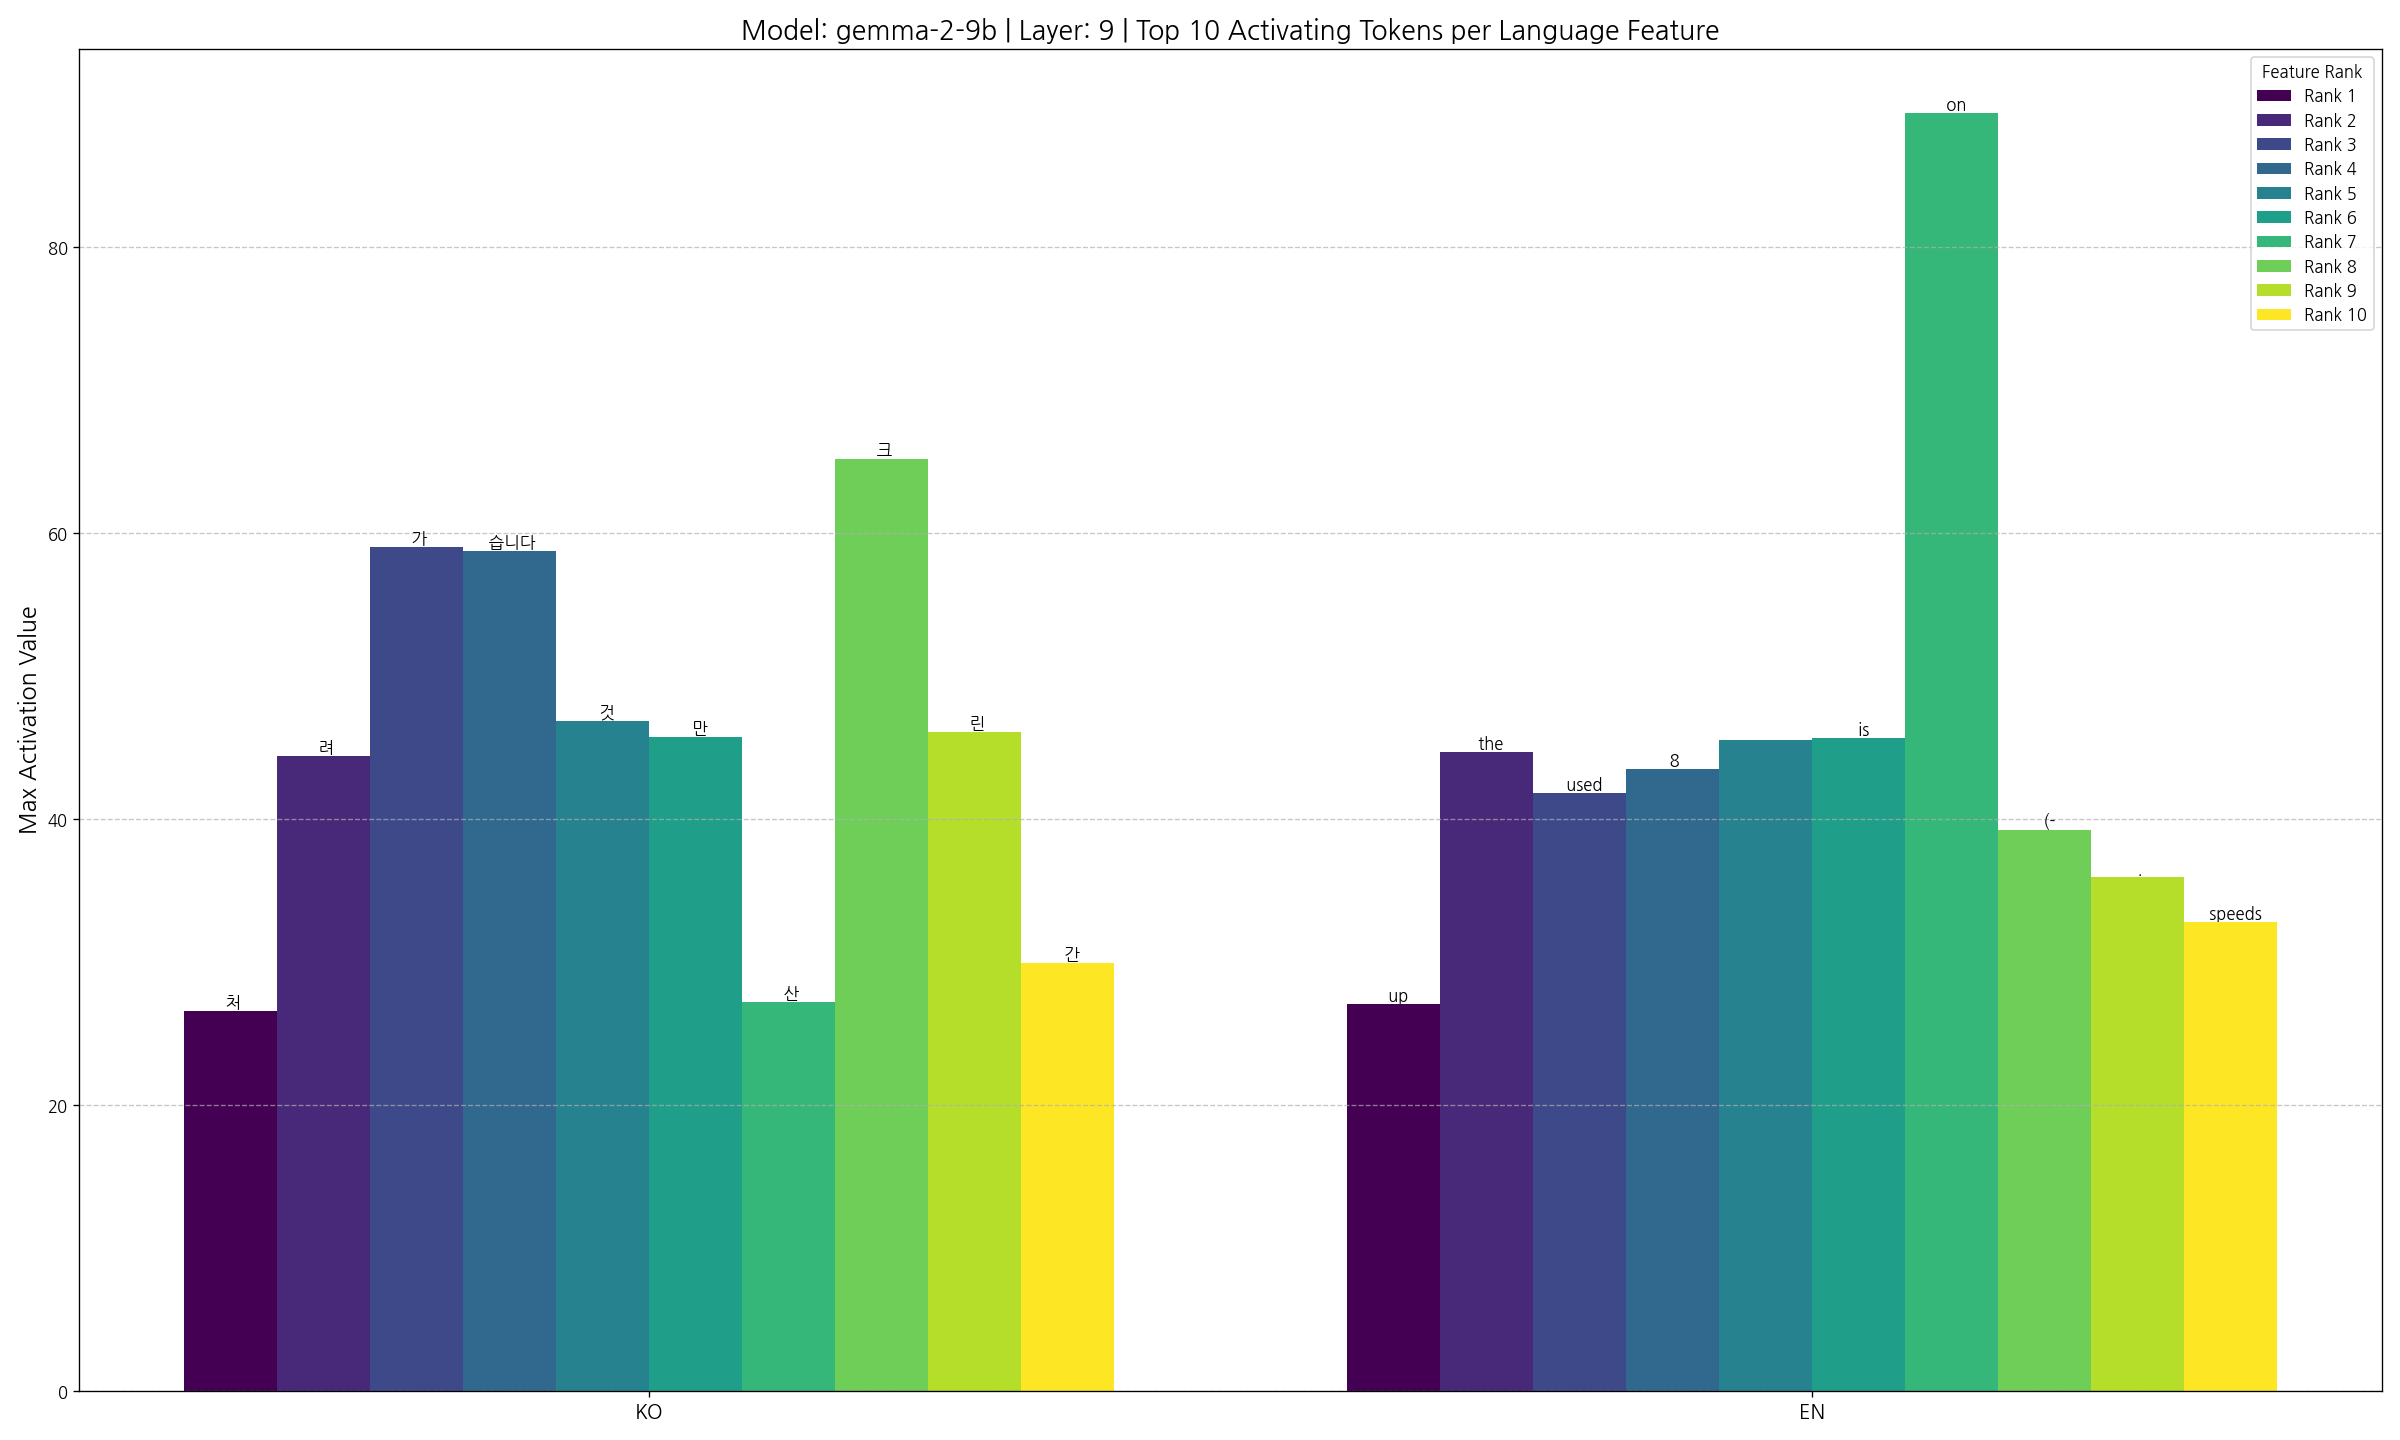 Model: gemma-2-9b | Layer: 9 | Top 10 Activating Tokens per Language Feature
Max Activation Value
80
60
40
20
0
처
려
가
습니다
것
만
산
크
린
간
up
the
used
8
is
on
(-
.
speeds
KO
EN
Feature Rank
Rank 1
Rank 2
Rank 3
Rank 4
Rank 5
Rank 6
Rank 7
Rank 8
Rank 9
Rank 10